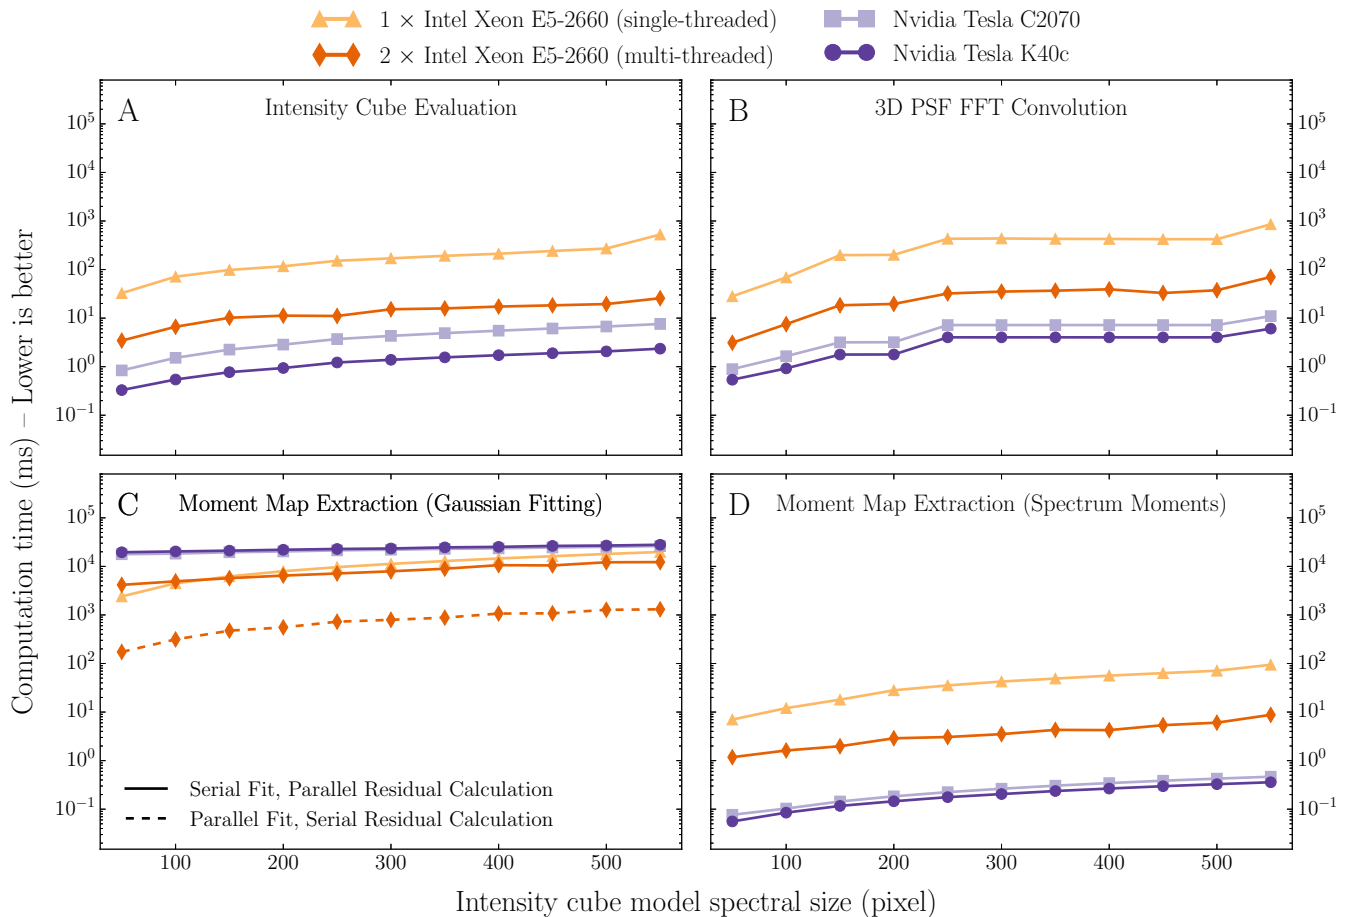 1 × Intel Xeon E5-2660 (single-threaded)
2 × Intel Xeon E5-2660 (multi-threaded)
Nvidia Tesla C2070
Nvidia Tesla K40c
A
Intensity Cube Evaluation
10^5
10^4
10^3
10^2
10^1
10^0
10^−1
B
3D PSF FFT Convolution
10^5
10^4
10^3
10^2
10^1
10^0
10^−1
C
Moment Map Extraction (Gaussian Fitting)
10^5
10^4
10^3
10^2
10^1
10^0
10^−1
Serial Fit, Parallel Residual Calculation
Parallel Fit, Serial Residual Calculation
100 200 300 400 500
D
Moment Map Extraction (Spectrum Moments)
10^5
10^4
10^3
10^2
10^1
10^0
10^−1
100 200 300 400 500
Computation time (ms) – Lower is better
Intensity cube model spectral size (pixel)